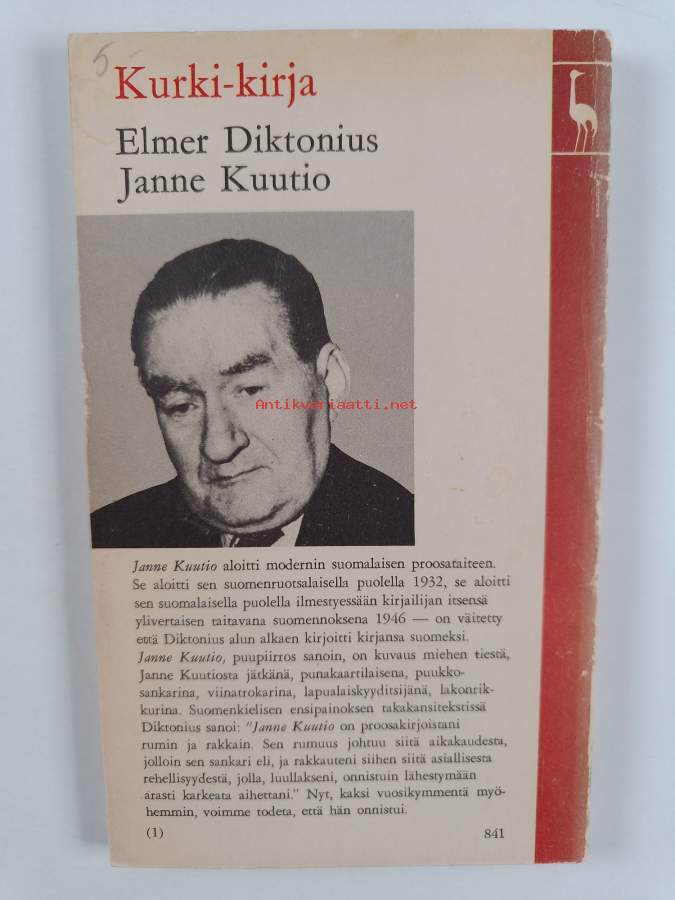 5-
Kurki-kirja
Elmer Diktonius
Janne Kuutio
Antikvariaatti.net
Janne Kuutio aloitti modernin suomalaisen proosataiteen.
Se aloitti sen suomenruotsalaisella puolella 1932, se aloitti
sen suomalaisella puolella ilmestyessään kirjailijan itsensä
ylivertaisen taitavana suomennoksena 1946 — on väitetty
että Diktonius alun alkaen kirjoitti kirjansa suomeksi.
Janne Kuutio, puupiirros sanoin, on kuvaus miehen tiestä,
Janne Kuutiosta jätkänä, punakaartilaisena, puukko-
sankarina, viinatrokarina, lapualaiskyyditsijänä, lakonrik-
kurina. Suomenkielisen ensipainoksen takakansitekstissä
Diktonius sanoi: "Janne Kuutio on proosakirjoistani
rumin ja rakkain. Sen rumuus johtuu siitä aikakaudesta,
jolloin sen sankari eli, ja rakkauteni siihen siitä asiallisesta
rehellisyydestä, jolla, luullakseni, onnistuin lähestymään
arasti karkeata aihettani." Nyt, kaksi vuosikymmentä myö-
hemmin, voimme todeta, että hän onnistui.
(1) 841